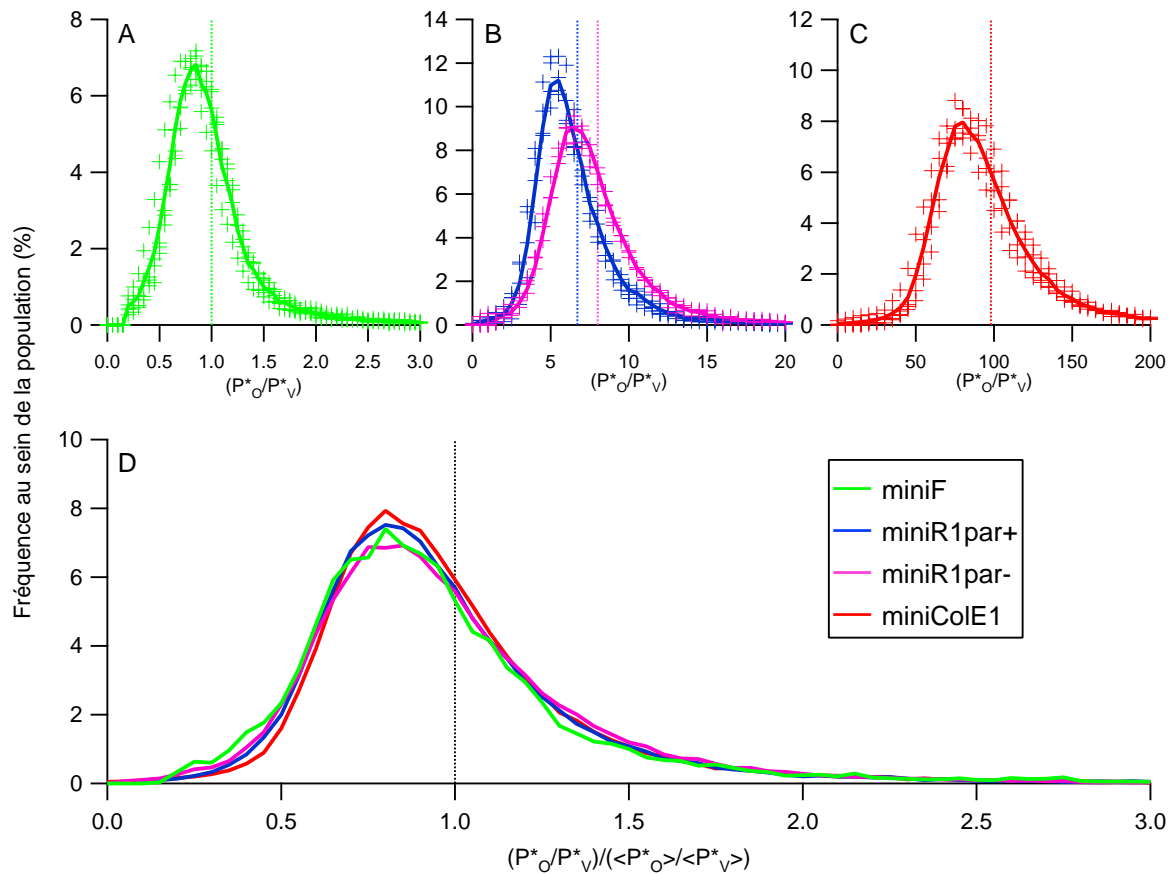 A
B
C
8
6
4
2
0
0.0 0.5 1.0 1.5 2.0 2.5 3.0
(P*O/P*V)
14
12
10
8
6
4
2
0
0 5 10 15 20
(P*O/P*V)
12
10
8
6
4
2
0
0 50 100 150 200
(P*O/P*V)
Fréquence au sein de la population (%)
D
10
8
6
4
2
0
miniF
miniR1par+
miniR1par-
miniColE1
0.0 0.5 1.0 1.5 2.0 2.5 3.0
(P*O/P*V)/(<P*O>/<P*V>)